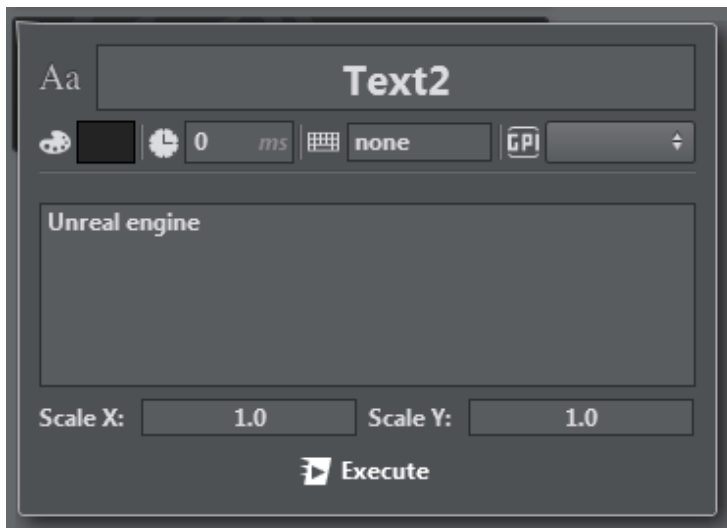 Aa Text2
0 ms none GPI
Unreal engine
Scale X: 1.0 Scale Y: 1.0
Execute